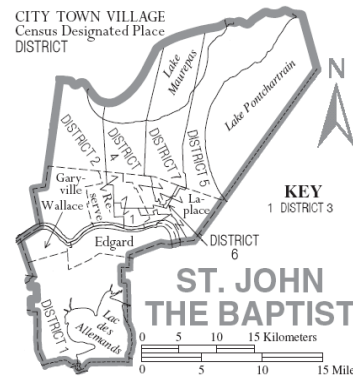 CITY TOWN VILLAGE
Census Designated Place
DISTRICT
Lake
Maurepas
Lake Pontchartrain
N
DISTRICT 2
DISTRICT
4
DISTRICT 7
DISTRICT 5
Gary-
ville
Wallace
Re-
serve
1
La-
place
KEY
1 DISTRICT 3
Edgard
DISTRICT
6
DISTRICT 1
Lac
des
Allemands
ST. JOHN
THE BAPTIST
0 5 10 15 Kilometers
0 5 10 15 Miles